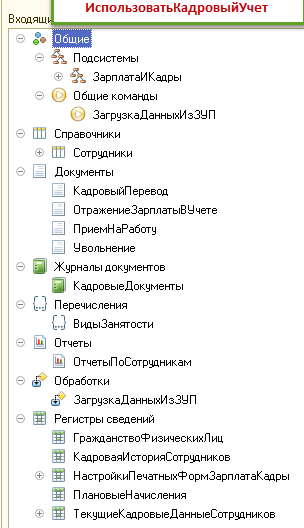 ИспользоватьКадровыйУчет
Входящи
Общие
Подсистемы
ЗарплатаИКадры
Общие команды
ЗагрузкаДанныхИзЗУП
Справочники
Сотрудники
Документы
КадровыйПеревод
ОтражениеЗарплатыВУчете
ПриемНаРаботу
Увольнение
Журналы документов
КадровыеДокументы
Перечисления
ВидыЗанятости
Отчеты
ОтчетыПоСотрудникам
Обработки
ЗагрузкаДанныхИзЗУП
Регистры сведений
ГражданствоФизическихЛиц
КадроваяИсторияСотрудников
НастройкиПечатныхФормЗарплатаКадры
ПлановыеНачисления
ТекущиеКадровыеДанныеСотрудников